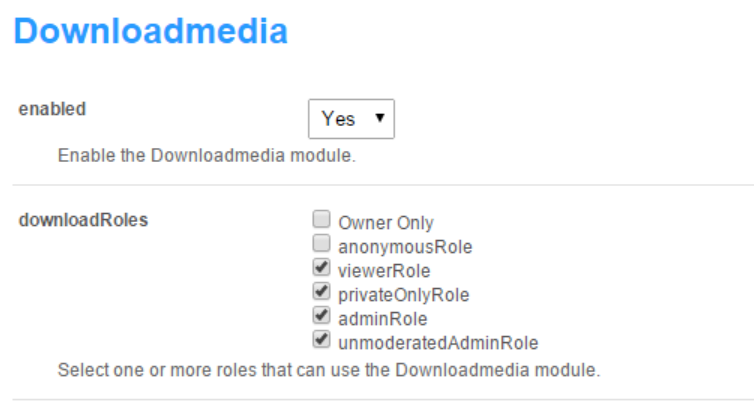 Downloadmedia
enabled
Yes
Enable the Downloadmedia module.
downloadRoles
Owner Only
anonymousRole
viewerRole
privateOnlyRole
adminRole
unmoderatedAdminRole
Select one or more roles that can use the Downloadmedia module.